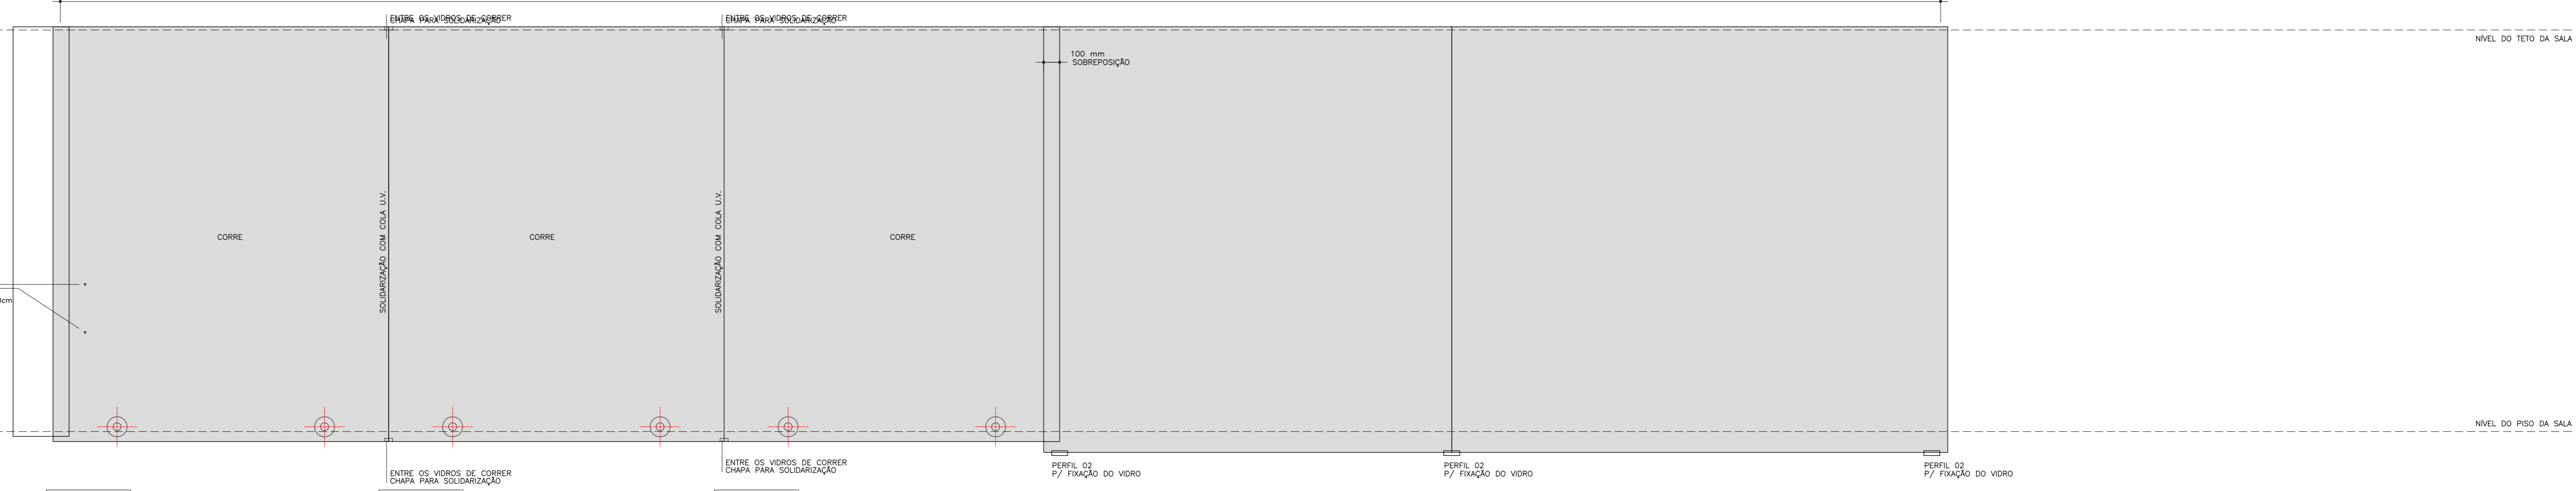 ENTRE OS VIDROS DE CORRER
CHAPA PARA SOLIDARIZAÇÃO
ENTRE OS VIDROS DE CORRER
CHAPA PARA SOLIDARIZAÇÃO
NÍVEL DO TETO DA SALA
100 mm
SOBREPOSIÇÃO
SOLIDARIZAÇÃO COM COLA U.V.
SOLIDARIZAÇÃO COM COLA U.V.
CORRE
CORRE
CORRE
cm
NÍVEL DO PISO DA SALA
ENTRE OS VIDROS DE CORRER
CHAPA PARA SOLIDARIZAÇÃO
ENTRE OS VIDROS DE CORRER
CHAPA PARA SOLIDARIZAÇÃO
PERFIL 02
P/ FIXAÇÃO DO VIDRO
PERFIL 02
P/ FIXAÇÃO DO VIDRO
PERFIL 02
P/ FIXAÇÃO DO VIDRO